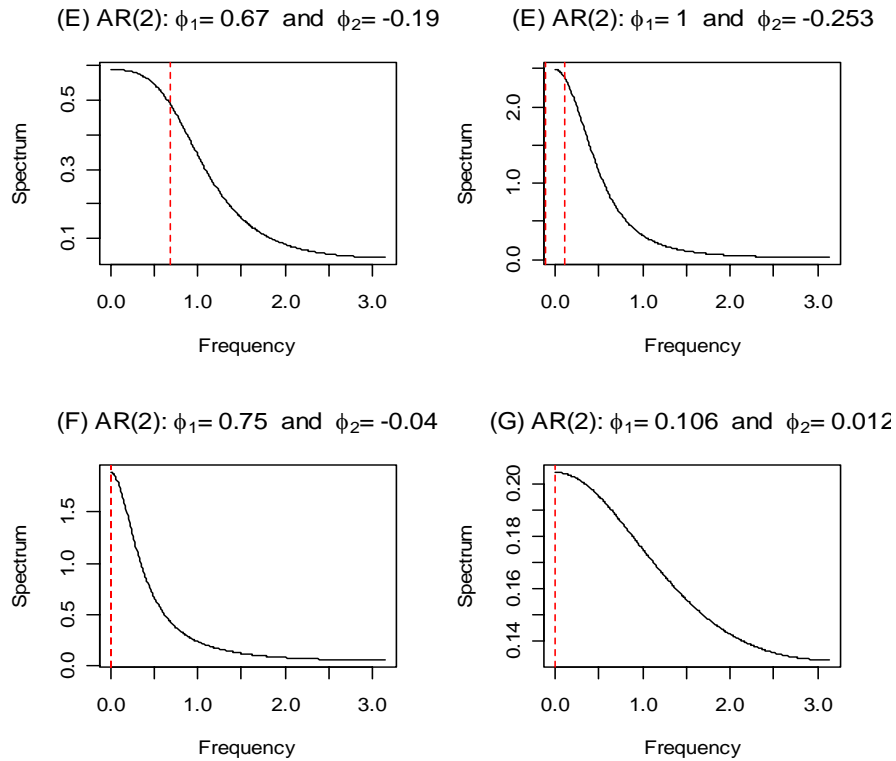 (E) AR(2): ϕ1= 0.67 and ϕ2= -0.19
Spectrum
0.1
0.3
0.5
0.0
1.0
2.0
3.0
Frequency
(E) AR(2): ϕ1= 1 and ϕ2= -0.253
Spectrum
0.0
1.0
2.0
0.0
1.0
2.0
3.0
Frequency
(F) AR(2): ϕ1= 0.75 and ϕ2= -0.04
Spectrum
0.0
0.5
1.0
1.5
0.0
1.0
2.0
3.0
Frequency
(G) AR(2): ϕ1= 0.106 and ϕ2= 0.012
Spectrum
0.14
0.16
0.18
0.20
0.0
1.0
2.0
3.0
Frequency